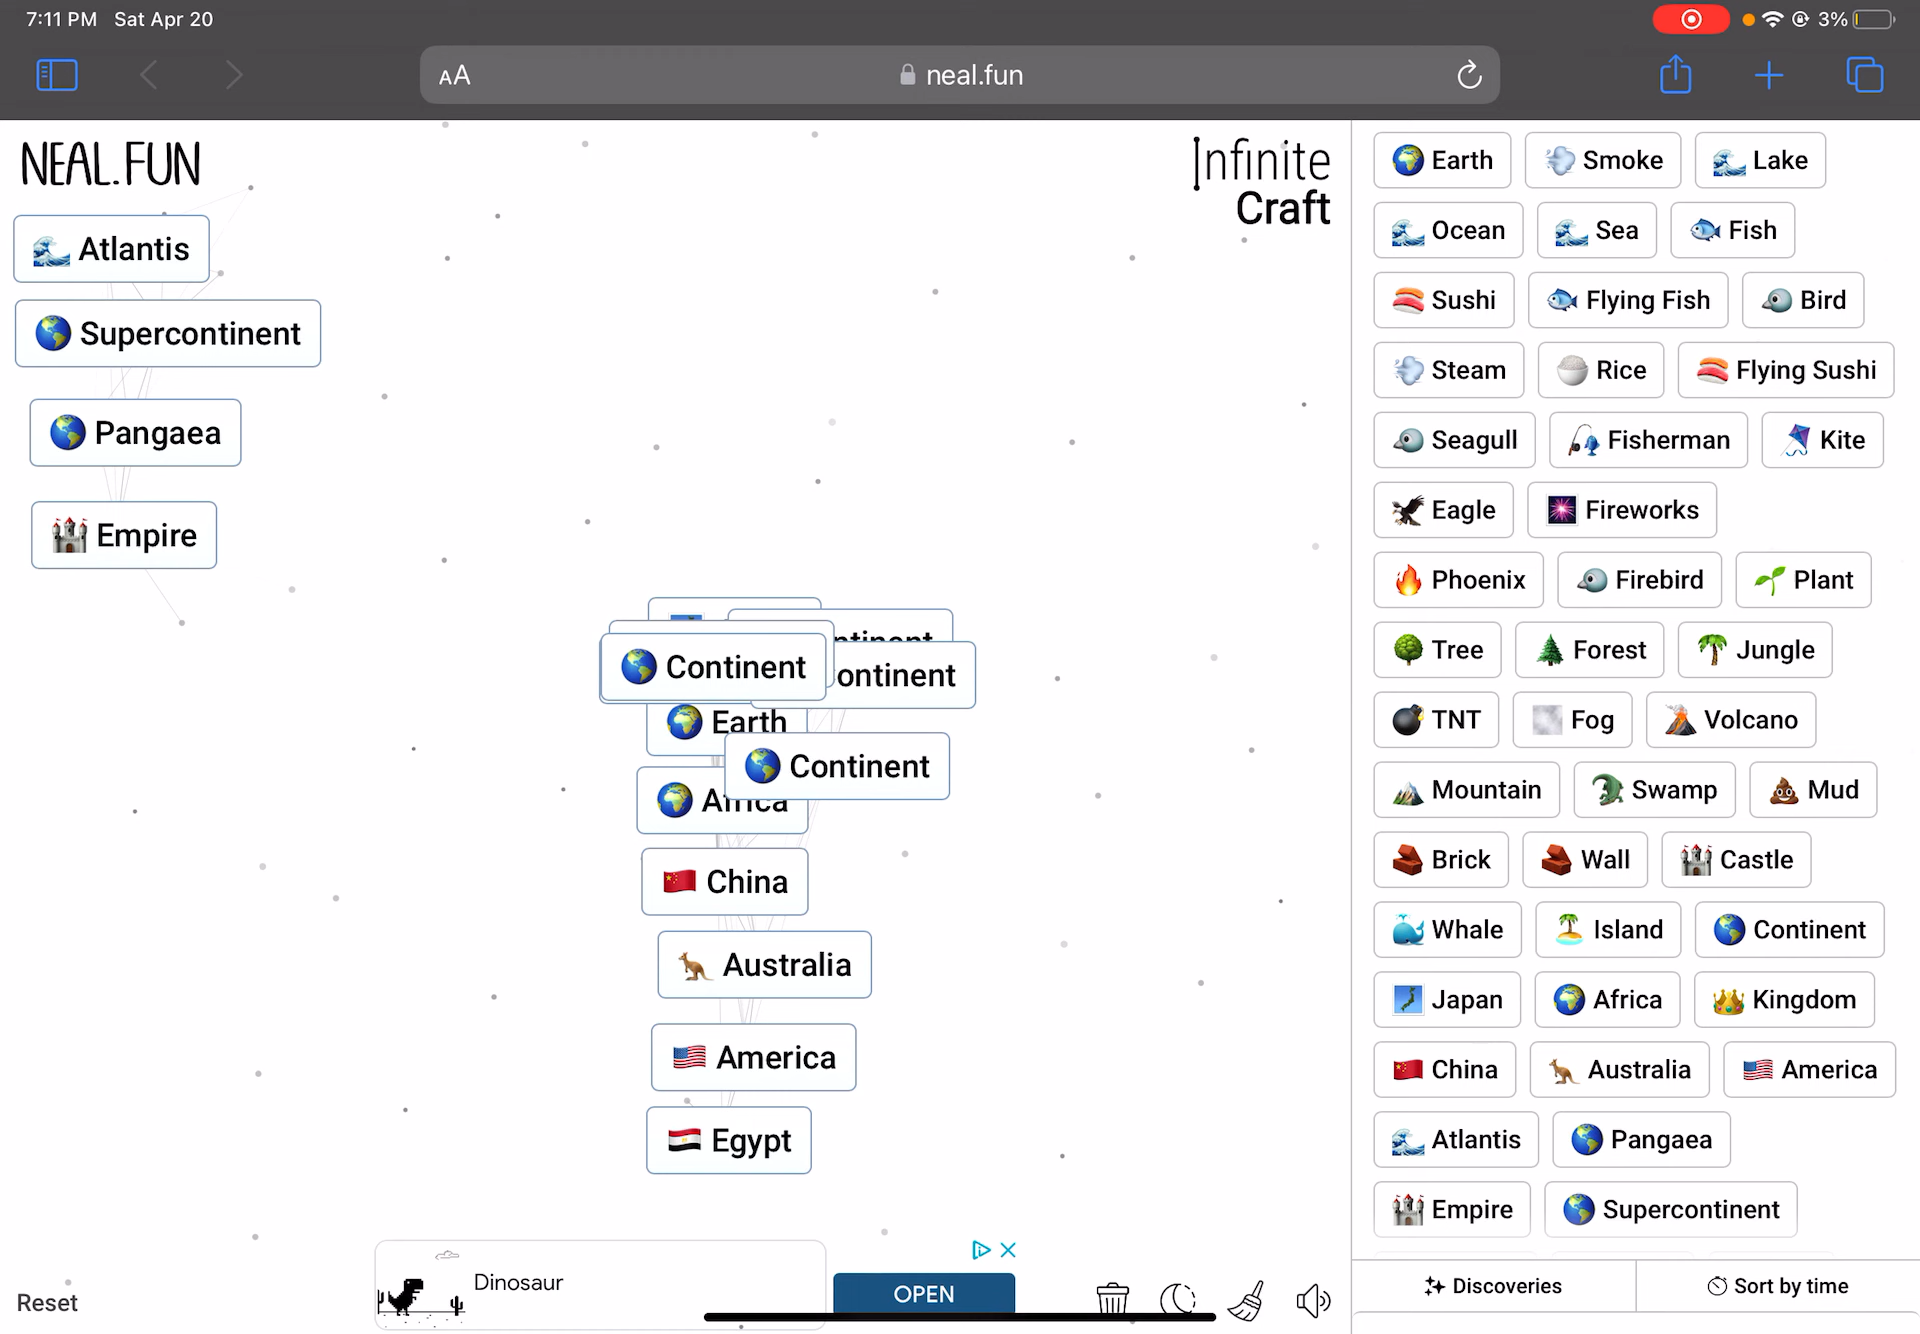 7:11 PM Sat Apr 20
3%
AA
neal.fun
NEAL.FUN
Infinite
Craft
Atlantis
Supercontinent
Pangaea
Empire
Continent
ontinent
Earth
Continent
Africa
China
Australia
America
Egypt
Earth Smoke Lake
Ocean Sea Fish
Sushi Flying Fish Bird
Steam Rice Flying Sushi
Seagull Fisherman Kite
Eagle Fireworks
Phoenix Firebird Plant
Tree Forest Jungle
TNT Fog Volcano
Mountain Swamp Mud
Brick Wall Castle
Whale Island Continent
Japan Africa Kingdom
China Australia America
Atlantis Pangaea
Empire Supercontinent
Discoveries Sort by time
Reset
Dinosaur
OPEN